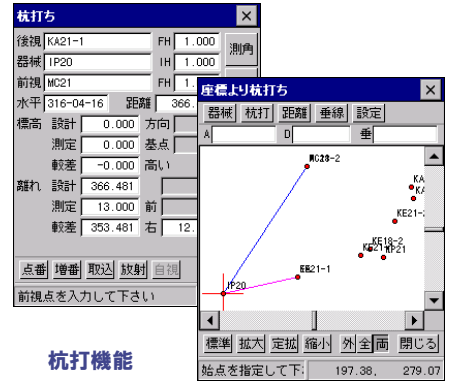 杭打ち
後視 KA21-1 FH 1.000 測角
器械 IP20 IH 1.000
前視 MC21 FH 1.
水平 316-04-16 距離 366.
標高 設計 0.000 方向
測定 0.000 基点
較差 -0.000 高い
離れ 設計 366.481
測定 13.000 前
較差 353.481 右 12.
点番 増番 取込 放射 自視
前視点を入力して下さい
座標より杭打ち
器械 杭打 距離 垂線 設定
A D 垂
KA
KE21-
KE18-2
IP20
標準 拡大 定拡 縮小 外 全 画 閉じる
始点を指定して下 197.38, 279.07
杭打機能